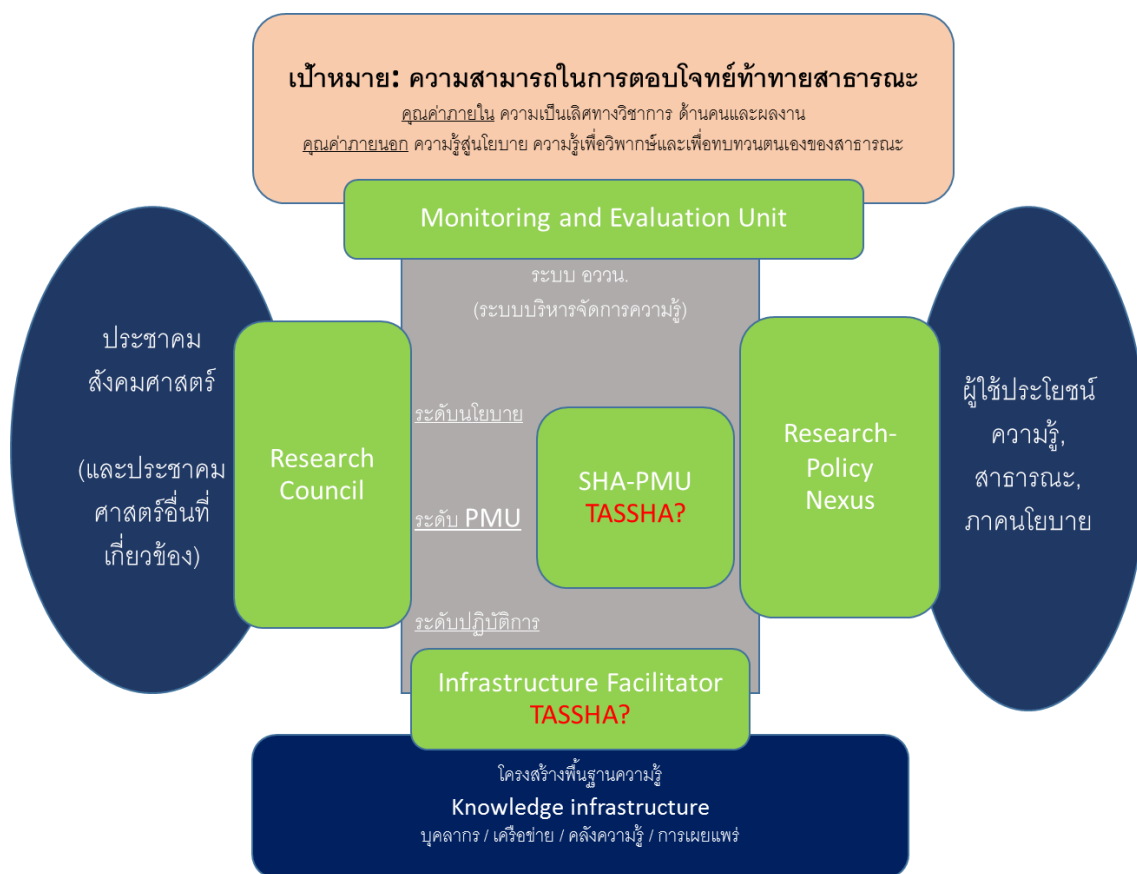 เป้าหมาย: ความสามารถในการตอบโจทย์ท้าทายสาธารณะ
คุณค่าภายใน ความเป็นเลิศทางวิชาการ ด้านคนและผลงาน
คุณค่าภายนอก ความรู้สู่นโยบาย ความรู้เพื่อวิพากษ์และเพื่อทบทวนตนเองของสาธารณะ
Monitoring and Evaluation Unit
ระบบ อววน.
(ระบบบริหารจัดการความรู้)
ประชาคม
สังคมศาสตร์
(และประชาคม
ศาสตร์อื่นที่
เกี่ยวข้อง)
Research
Council
ระดับนโยบาย
ระดับ PMU
ระดับปฏิบัติการ
SHA-PMU
TASSHA?
Research-
Policy
Nexus
ผู้ใช้ประโยชน์
ความรู้,
สาธารณะ,
ภาคนโยบาย
Infrastructure Facilitator
TASSHA?
โครงสร้างพื้นฐานความรู้
Knowledge infrastructure
บุคลากร / เครือข่าย / คลังความรู้ / การเผยแพร่